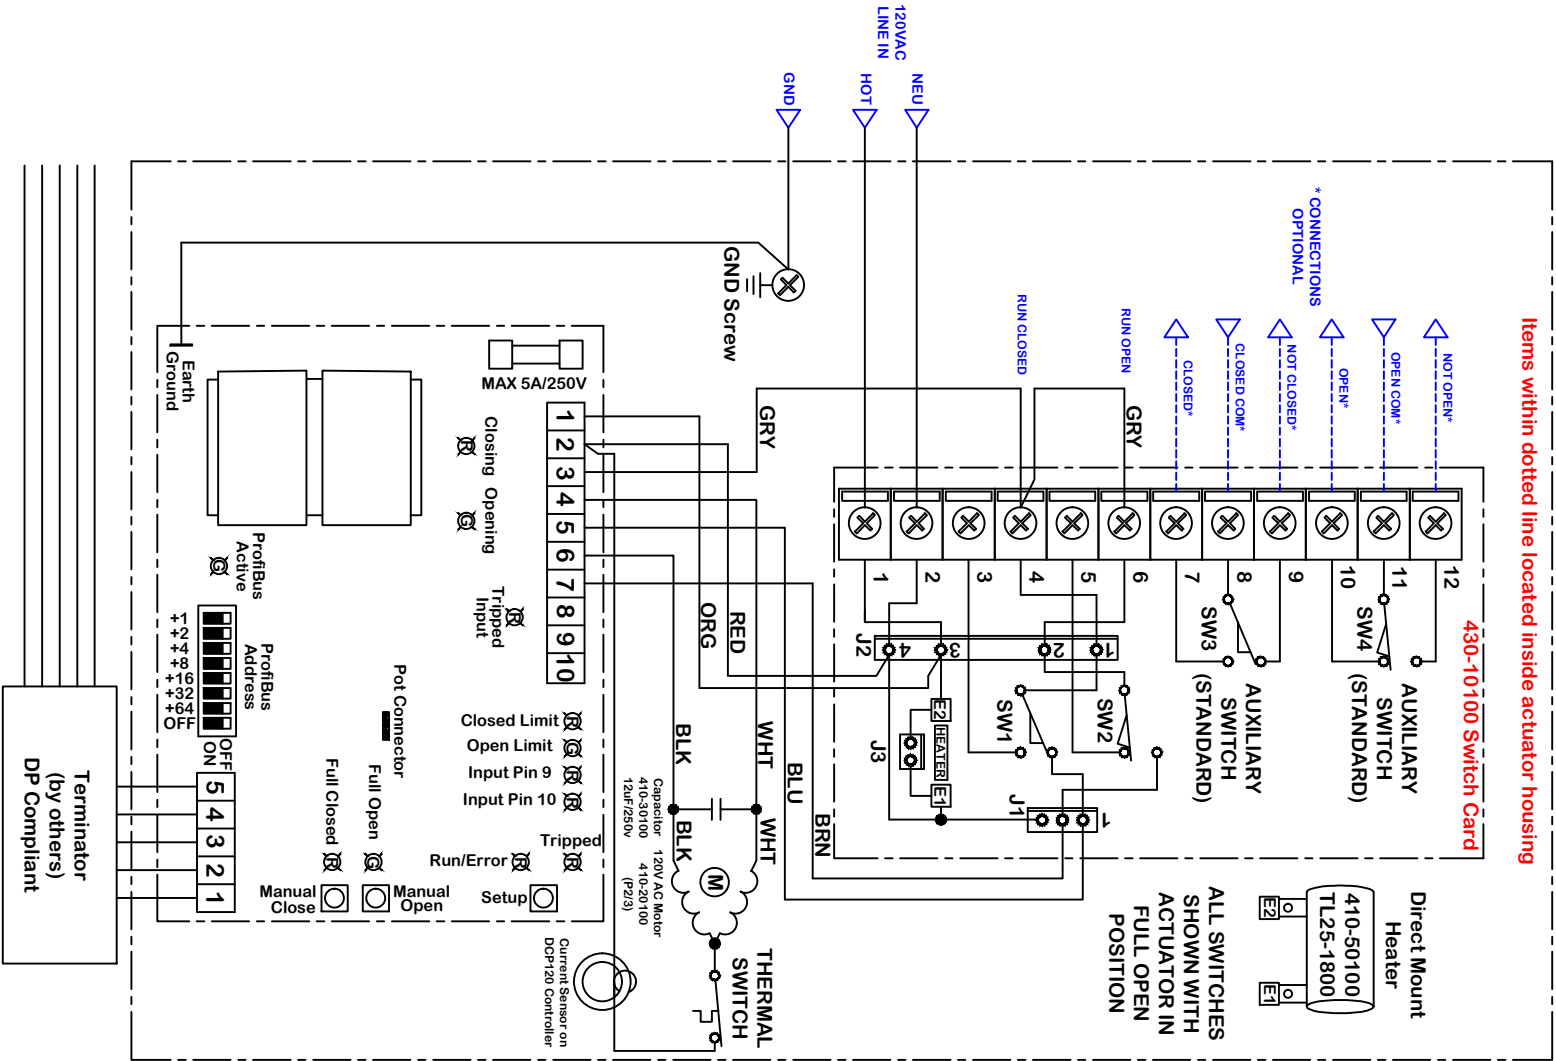 Items within dotted line located inside actuator housing
430-10100 Switch Card
120VAC
LINE IN
GND
HOT
NEU
* CONNECTIONS
OPTIONAL
RUN CLOSED
RUN OPEN
CLOSED*
CLOSED COM*
NOT CLOSED*
OPEN*
OPEN COM*
NOT OPEN*
GND Screw
GRY
GRY
1
2
3
4
5
6
7
8
9
10
11
12
SW3
AUXILIARY
SWITCH
(STANDARD)
SW4
AUXILIARY
SWITCH
(STANDARD)
J2
4
3
2
1
SW1
SW2
E2
HEATER
E1
J3
J1
1
Direct Mount
Heater
410-50100
TL25-1800
E2
E1
ALL SWITCHES
SHOWN WITH
ACTUATOR IN
FULL OPEN
POSITION
Earth
Ground
MAX 5A/250V
1
2
3
4
5
6
7
8
9
10
Closing
R
Opening
G
Tripped
Input
R
RED
ORG
BLK
WHT
BLU
BRN
BLK
WHT
Capacitor
410-30100
12uF/250v
120V AC Motor
410-20100
(P2/3)
M
THERMAL
SWITCH
Current Sensor on
DCP120 Controller
ProfiBus
Active
G
ProfiBus
Address
+1
+2
+4
+8
+16
+32
+64
OFF
OFF
ON
Pot Connector
Closed Limit R
Open Limit G
Input Pin 9 R
Input Pin 10 R
Tripped
R
Run/Error R
Full Closed
R
Full Open
G
Manual
Close
Manual
Open
Setup
5
4
3
2
1
Terminator
(by others)
DP Compliant